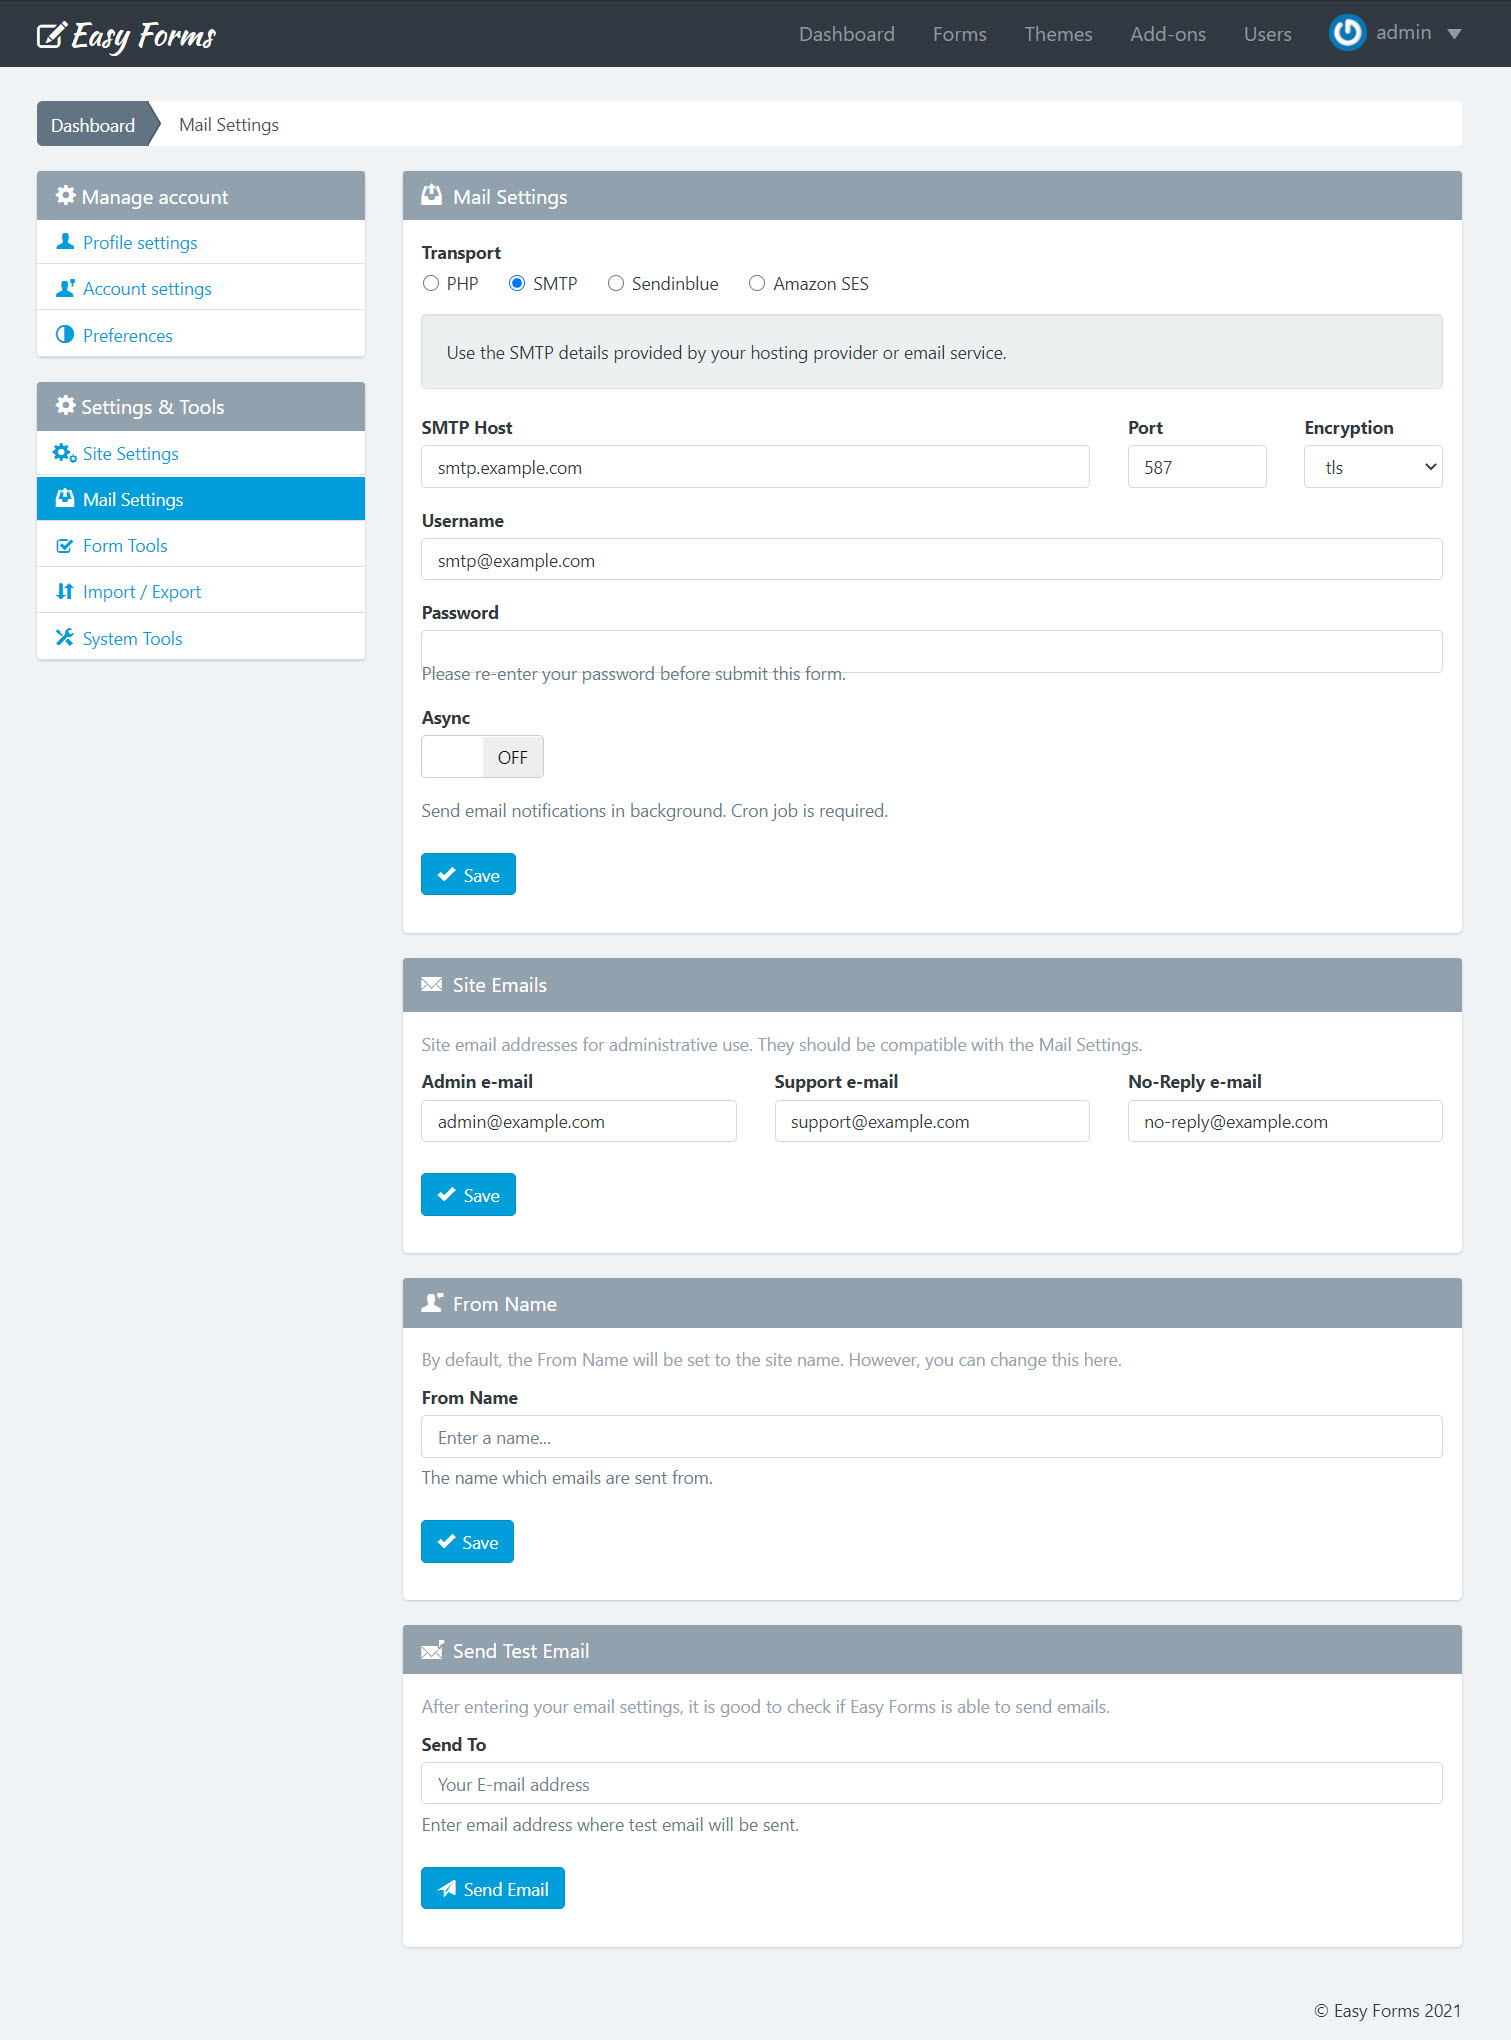 Easy Forms
Dashboard Forms Themes Add-ons Users admin
Dashboard Mail Settings
Manage account
Profile settings
Account settings
Preferences
Settings & Tools
Site Settings
Mail Settings
Form Tools
Import / Export
System Tools
Mail Settings
Transport
PHP SMTP Sendinblue Amazon SES
Use the SMTP details provided by your hosting provider or email service.
SMTP Host Port Encryption
smtp.example.com 587 tls
Username
smtp@example.com
Password
Please re-enter your password before submit this form.
Async
OFF
Send email notifications in background. Cron job is required.
Save
Site Emails
Site email addresses for administrative use. They should be compatible with the Mail Settings.
Admin e-mail Support e-mail No-Reply e-mail
admin@example.com support@example.com no-reply@example.com
Save
From Name
By default, the From Name will be set to the site name. However, you can change this here.
From Name
Enter a name...
The name which emails are sent from.
Save
Send Test Email
After entering your email settings, it is good to check if Easy Forms is able to send emails.
Send To
Your E-mail address
Enter email address where test email will be sent.
Send Email
© Easy Forms 2021